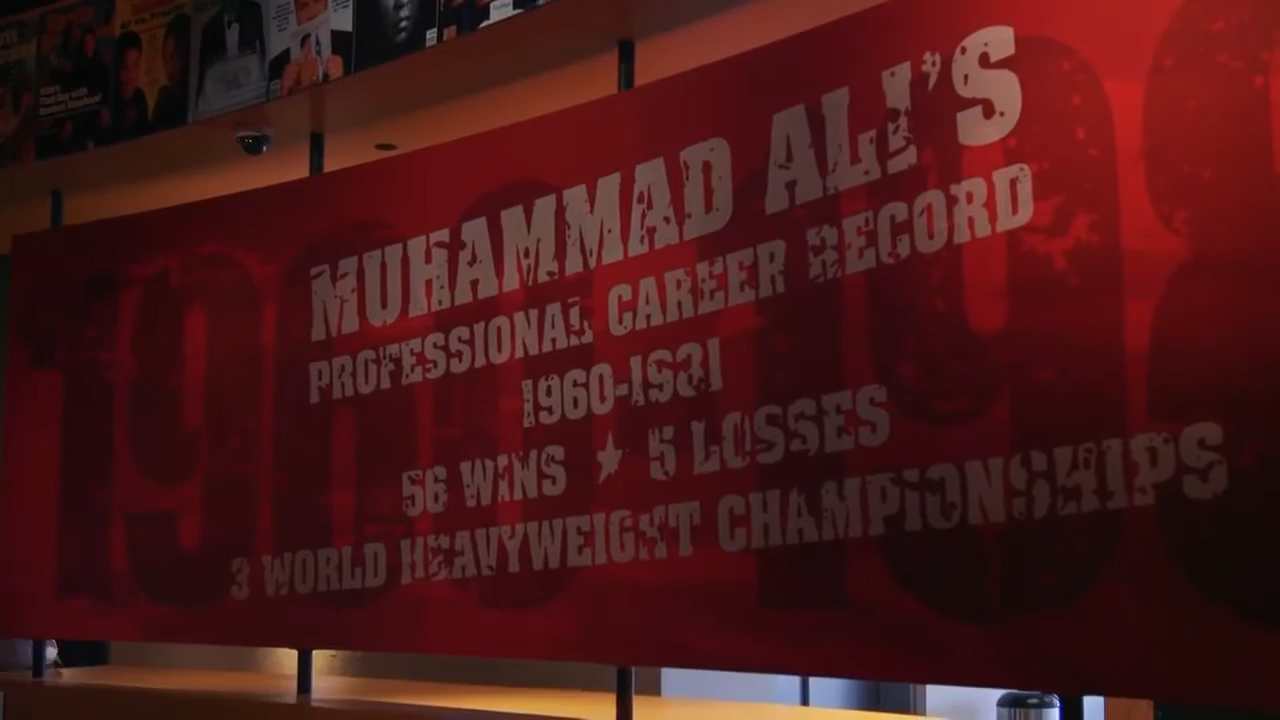 MUHAMMAD ALI'S
PROFESSIONAL CAREER RECORD
1960-1981
56 WINS ★ 5 LOSSES
3 WORLD HEAVYWEIGHT CHAMPIONSHIPS